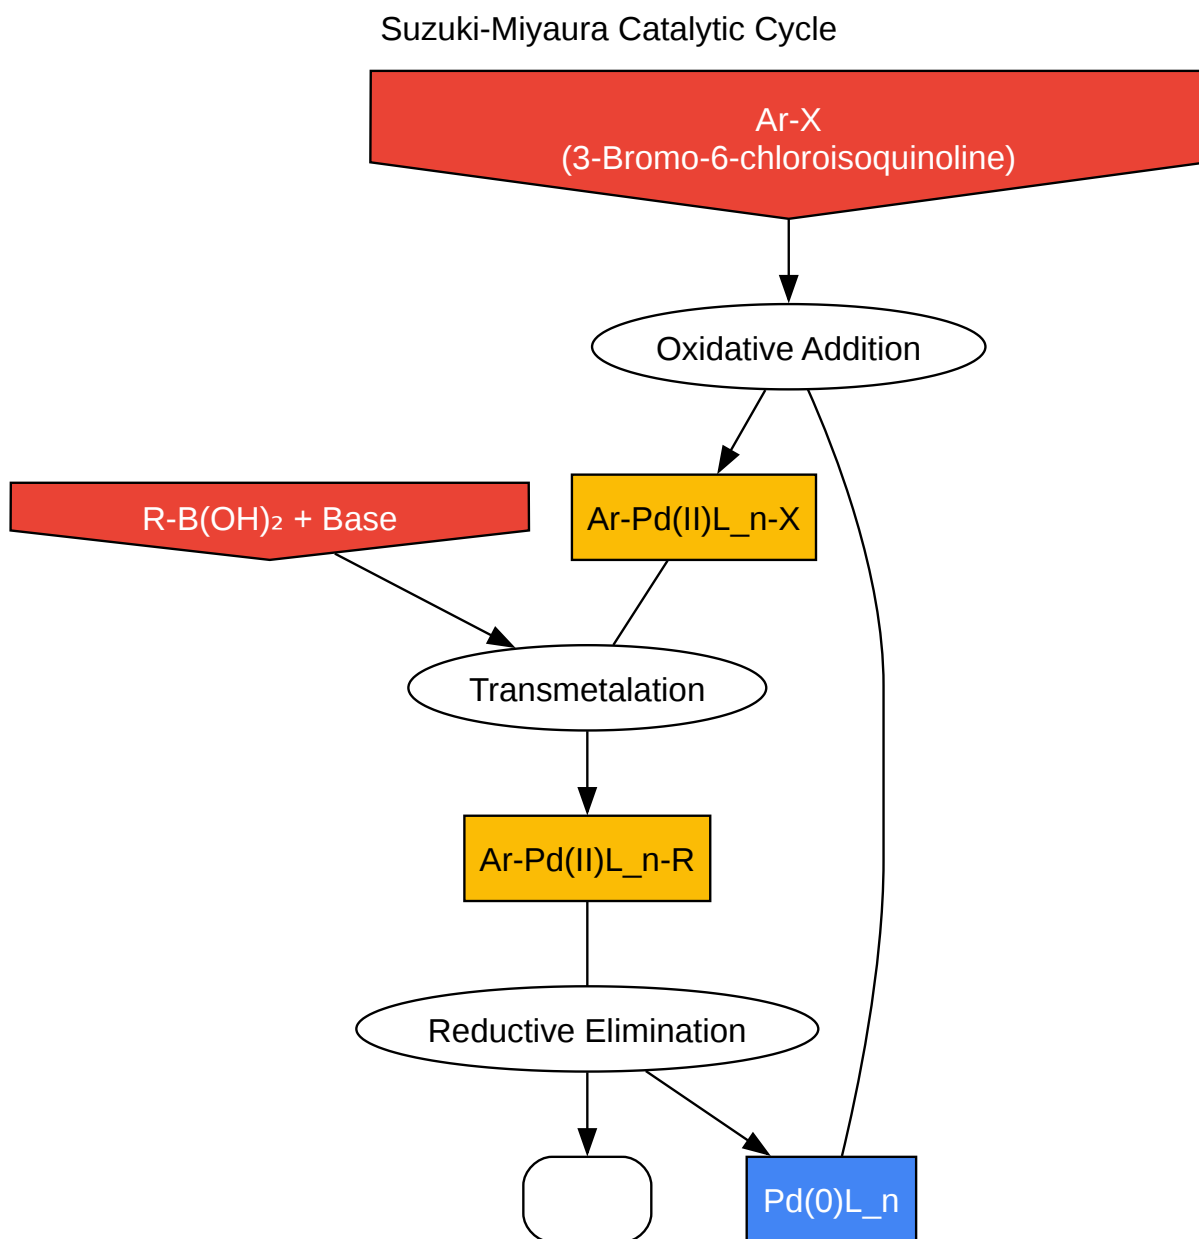 Suzuki-Miyaura Catalytic Cycle
Ar-X
(3-Bromo-6-chloroisoquinoline)
Oxidative Addition
R-B(OH)₂ + Base
Ar-Pd(II)L_n-X
Transmetalation
Ar-Pd(II)L_n-R
Reductive Elimination
Pd(0)L_n